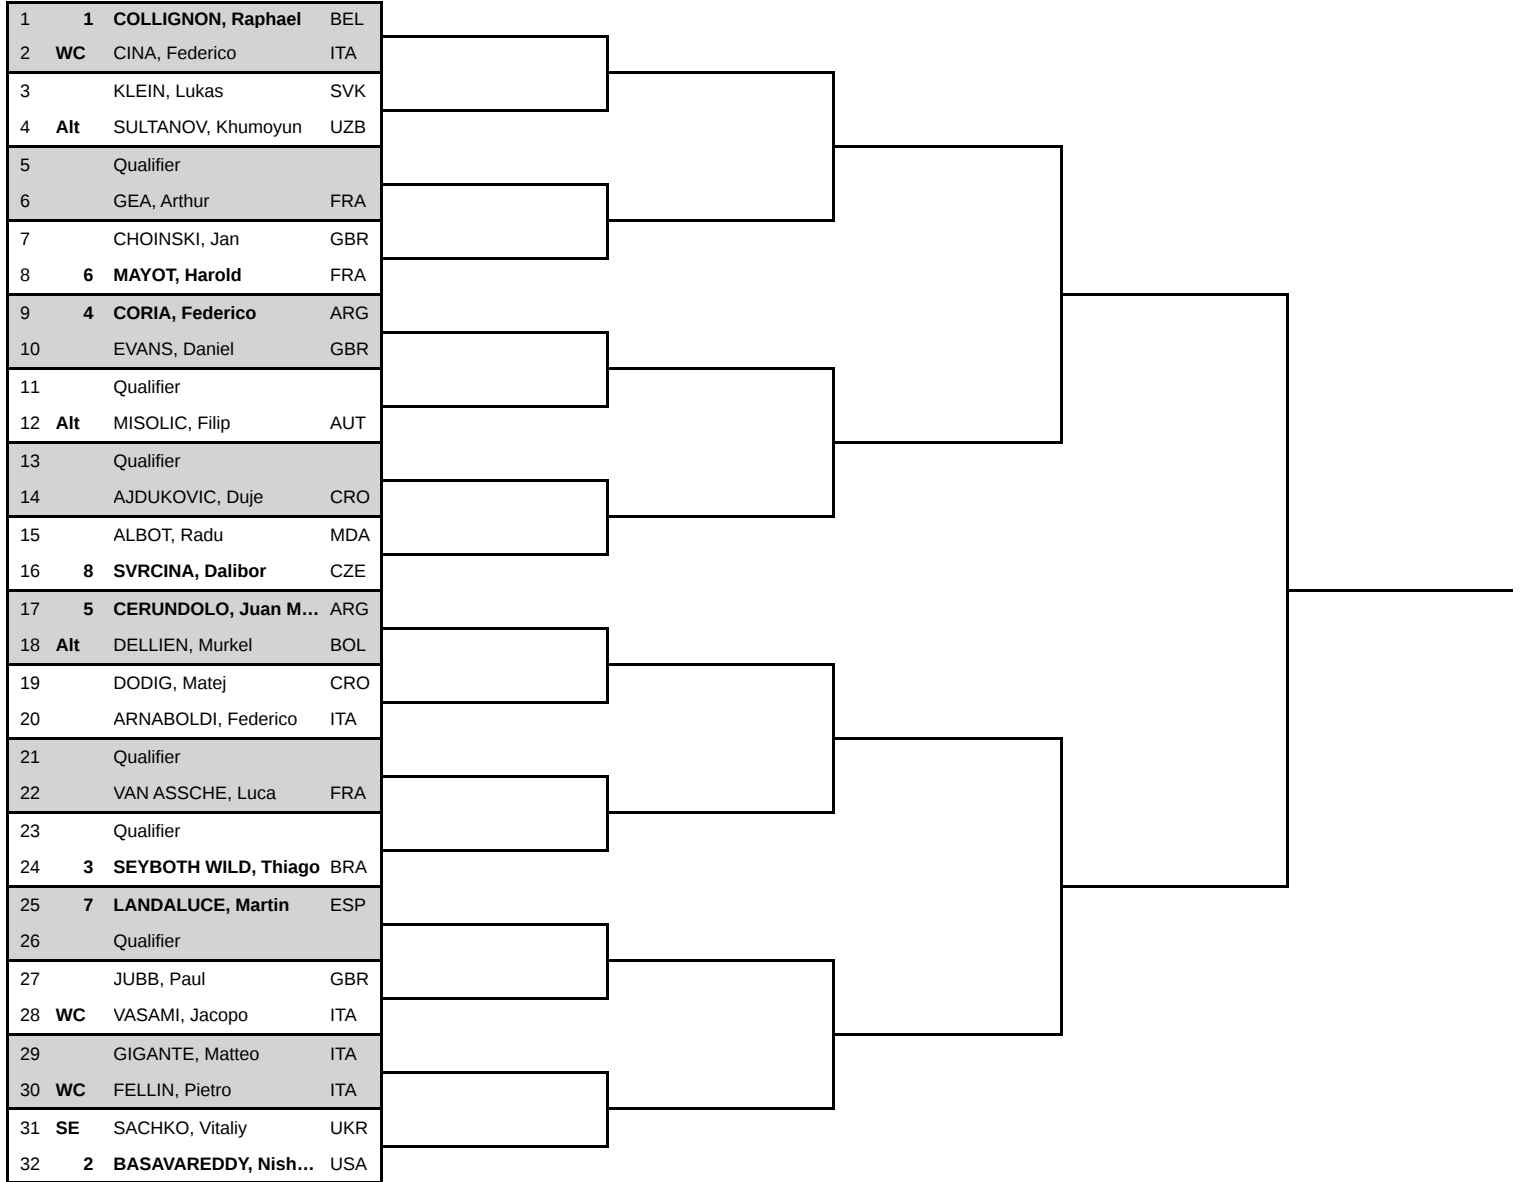 1 1 COLLIGNON, Raphael BEL
2 WC CINA, Federico ITA
3 KLEIN, Lukas SVK
4 Alt SULTANOV, Khumoyun UZB
5 Qualifier
6 GEA, Arthur FRA
7 CHOINSKI, Jan GBR
8 6 MAYOT, Harold FRA
9 4 CORIA, Federico ARG
10 EVANS, Daniel GBR
11 Qualifier
12 Alt MISOLIC, Filip AUT
13 Qualifier
14 AJDUKOVIC, Duje CRO
15 ALBOT, Radu MDA
16 8 SVRCINA, Dalibor CZE
17 5 CERUNDOLO, Juan M... ARG
18 Alt DELLIEN, Murkel BOL
19 DODIG, Matej CRO
20 ARNABOLDI, Federico ITA
21 Qualifier
22 VAN ASSCHE, Luca FRA
23 Qualifier
24 3 SEYBOTH WILD, Thiago BRA
25 7 LANDALUCE, Martin ESP
26 Qualifier
27 JUBB, Paul GBR
28 WC VASAMI, Jacopo ITA
29 GIGANTE, Matteo ITA
30 WC FELLIN, Pietro ITA
31 SE SACHKO, Vitaliy UKR
32 2 BASAVAREDDY, Nish... USA